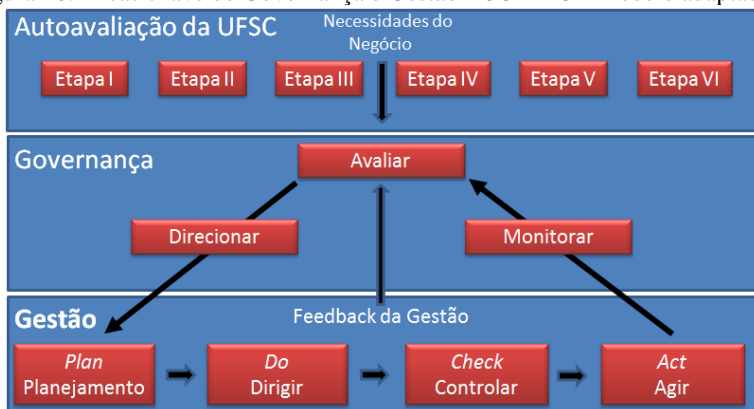 Autoavaliação da UFSC
Necessidades do
Negócio
Etapa I
Etapa II
Etapa III
Etapa IV
Etapa V
Etapa VI
Governança
Avaliar
Direcionar
Monitorar
Gestão
Feedback da Gestão
Plan
Planejamento
Do
Dirigir
Check
Controlar
Act
Agir